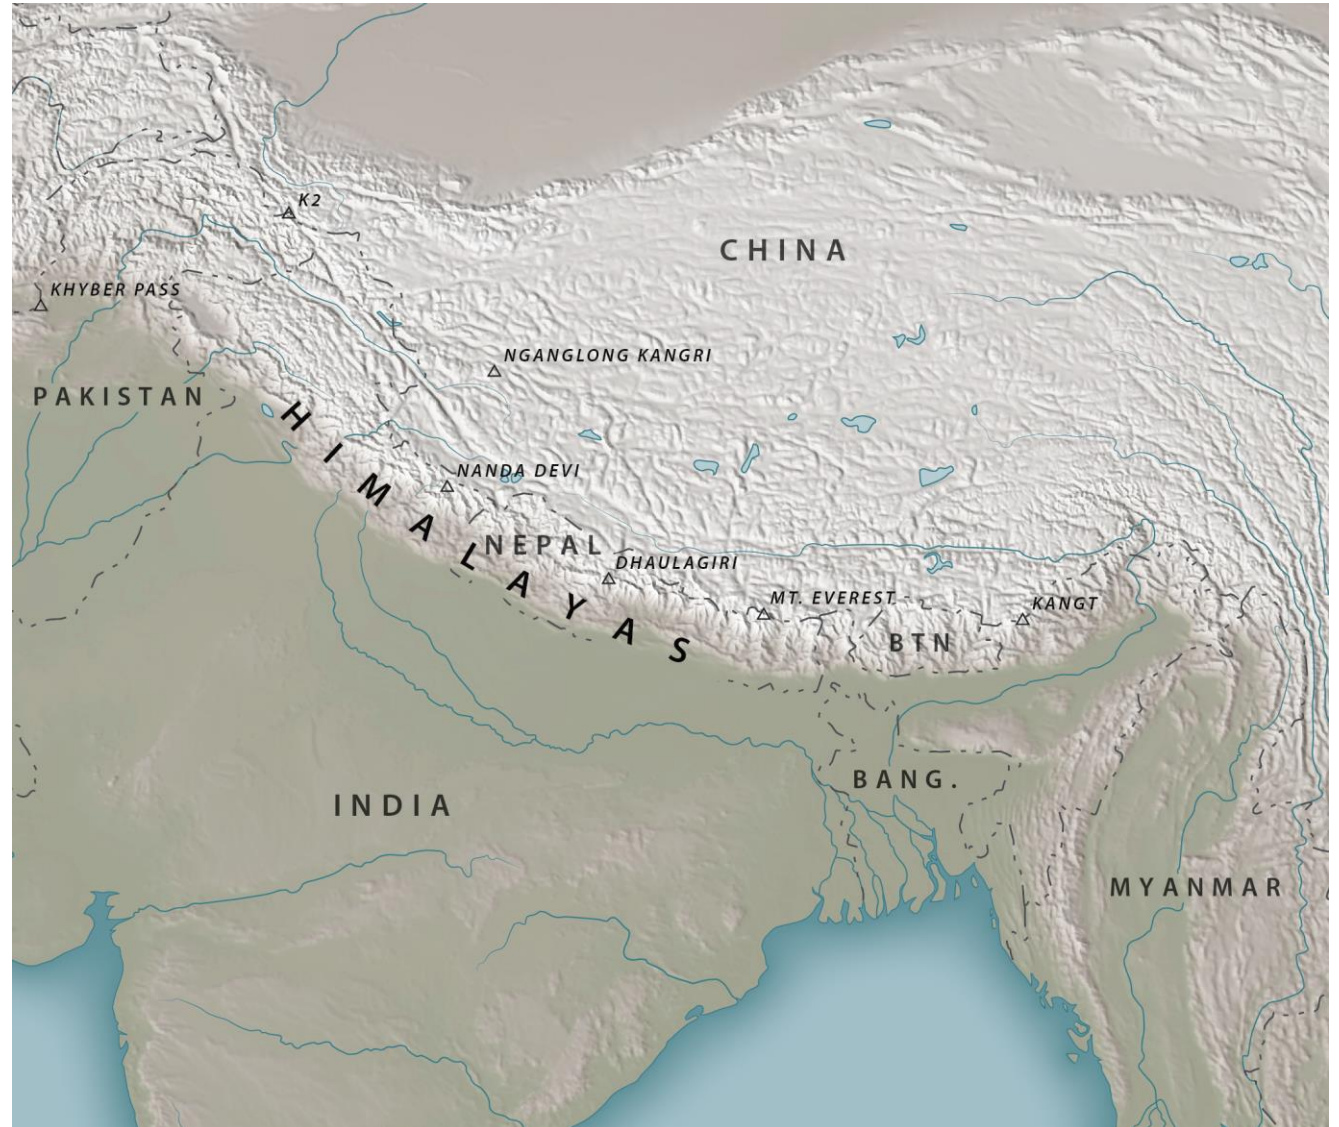 K2
CHINA
KHYBER PASS
NGANGLONG KANGRI
PAKISTAN
HIMALAYAS
NANDA DEVI
NEPAL
DHAULAGIRI
MT. EVEREST
KANGT
BTN
BANG.
INDIA
MYANMAR